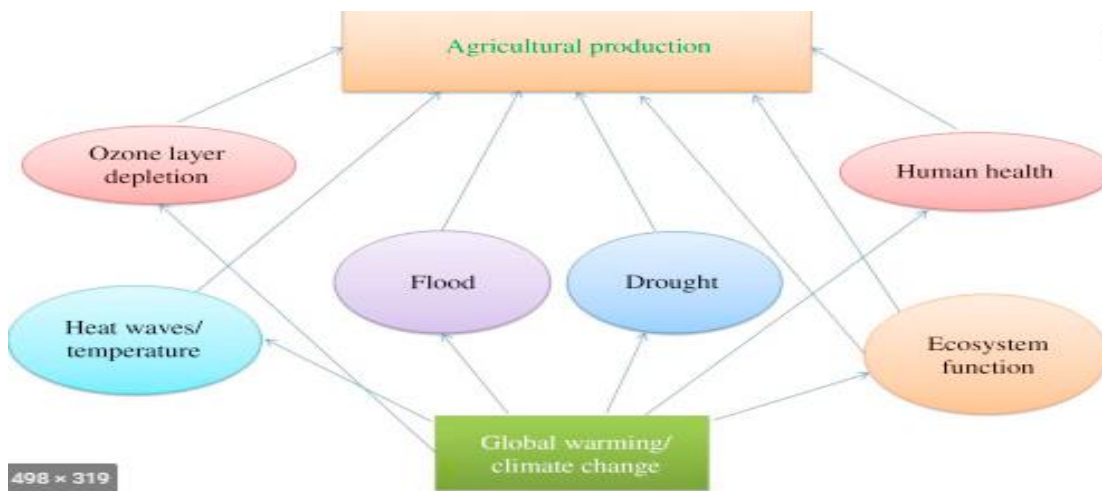 Agricultural production
Ozone layer
depletion
Human health
Flood
Drought
Heat waves/
temperature
Ecosystem
function
Global warming/
climate change
498 × 319